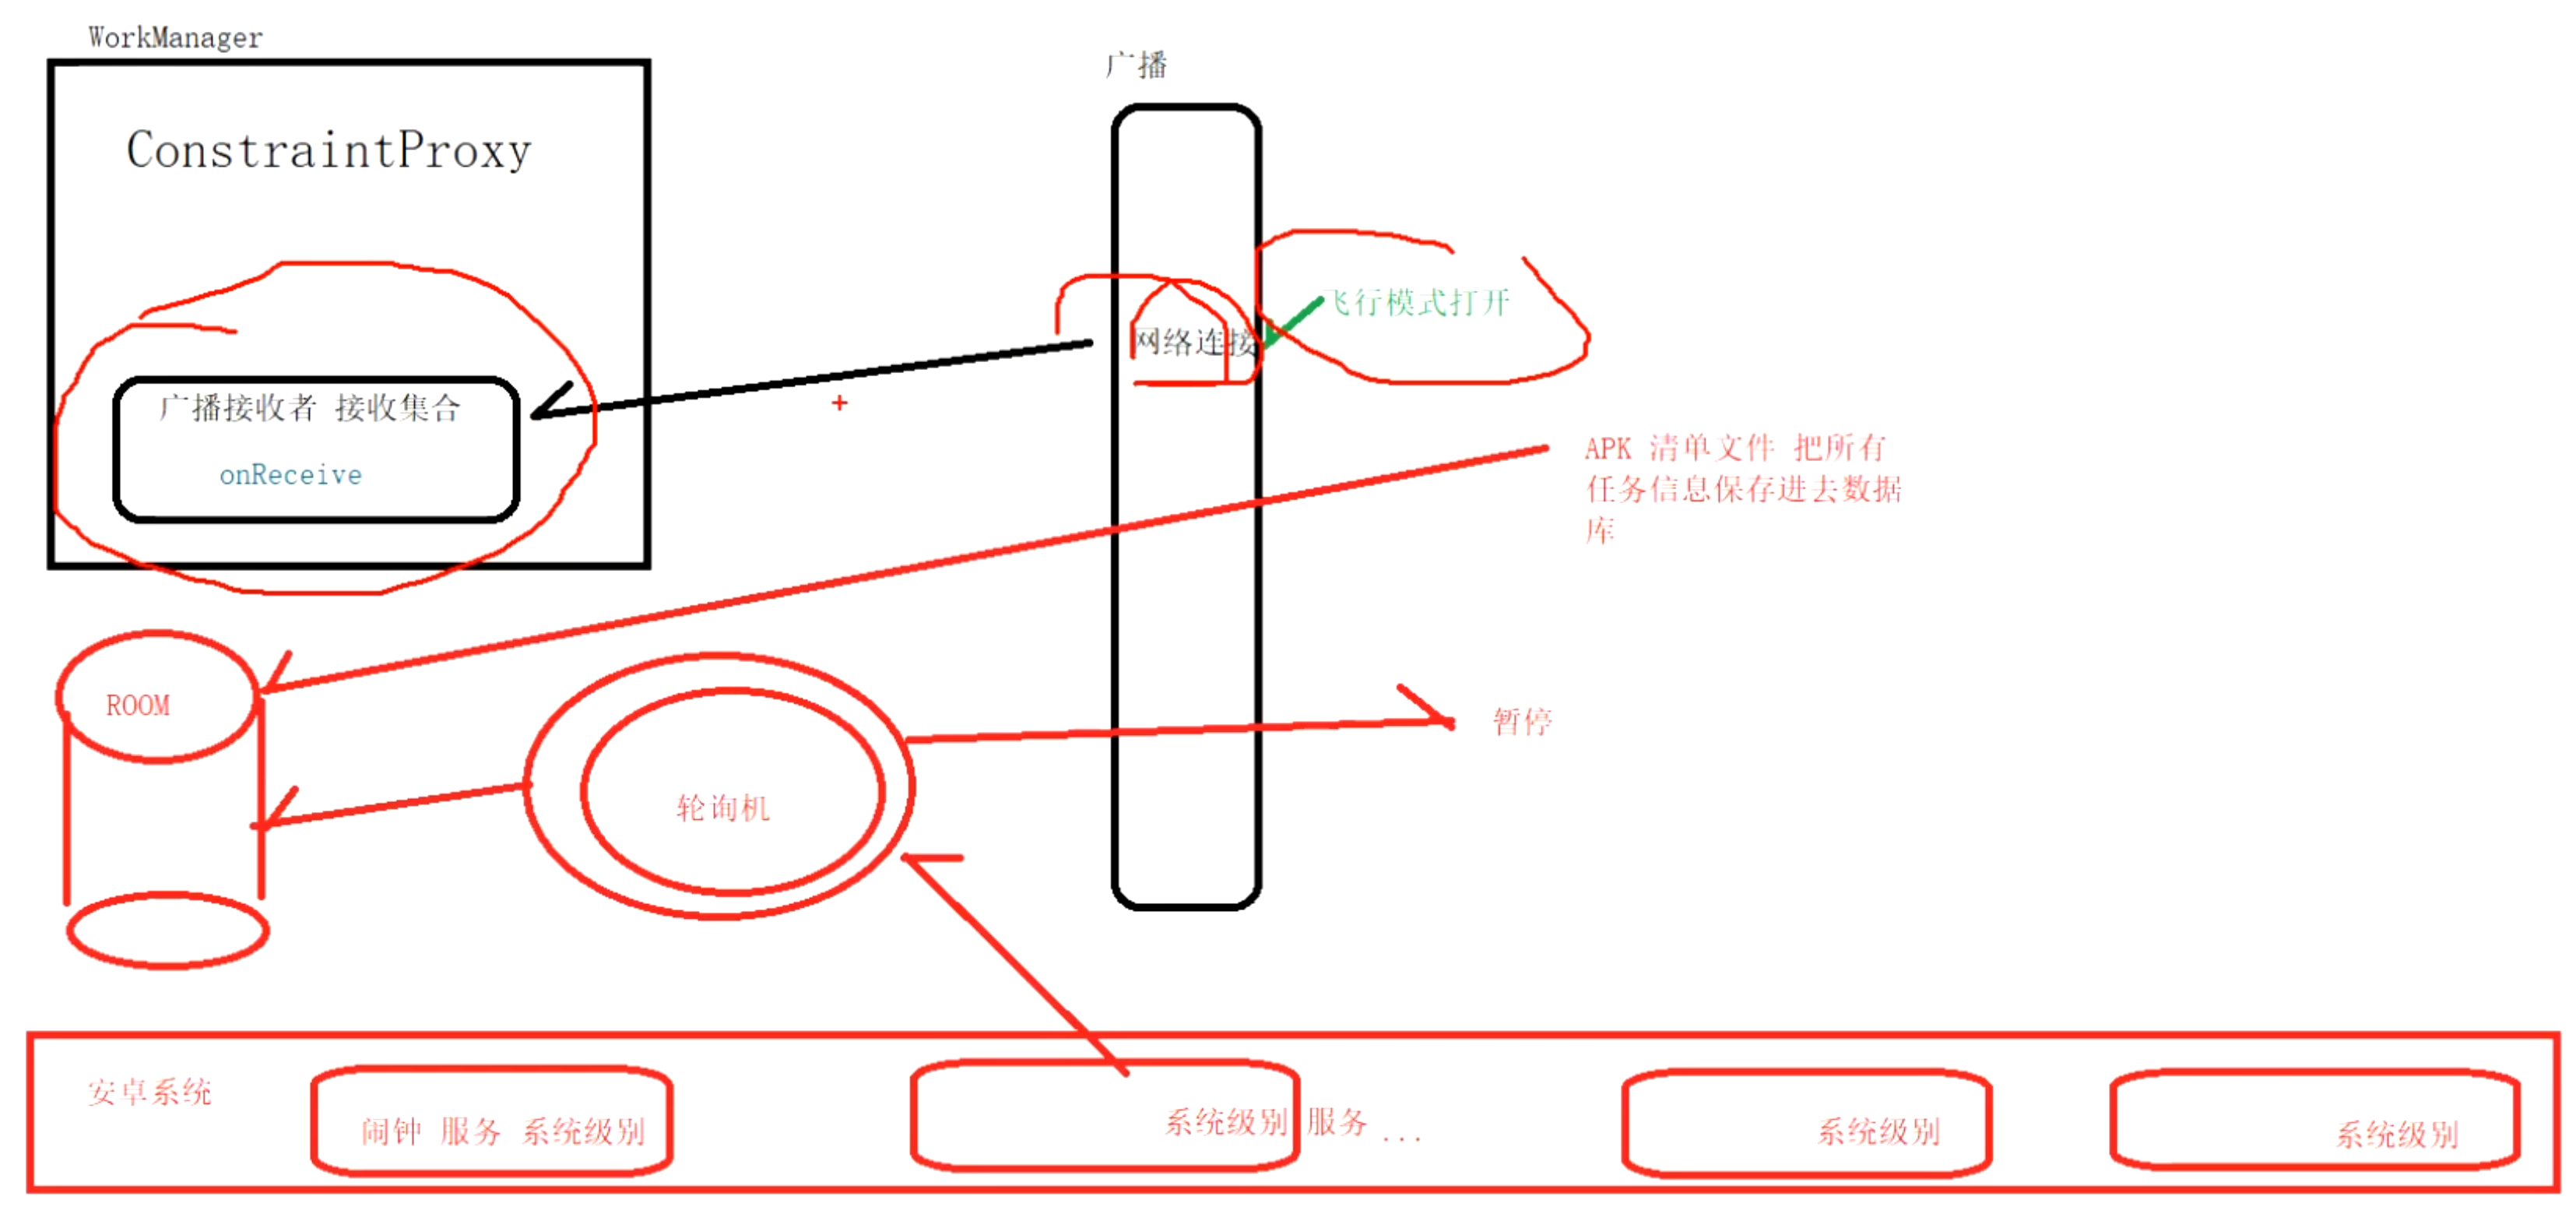 WorkManager
广播
ConstraintProxy
飞行模式打开
网络连接
广播接收者 接收集合
onReceive
APK 清单文件 把所有
任务信息保存进去数据
库
ROOM
暂停
轮询机
安卓系统
闹钟 服务 系统级别
系统级别 服务 ...
系统级别
系统级别